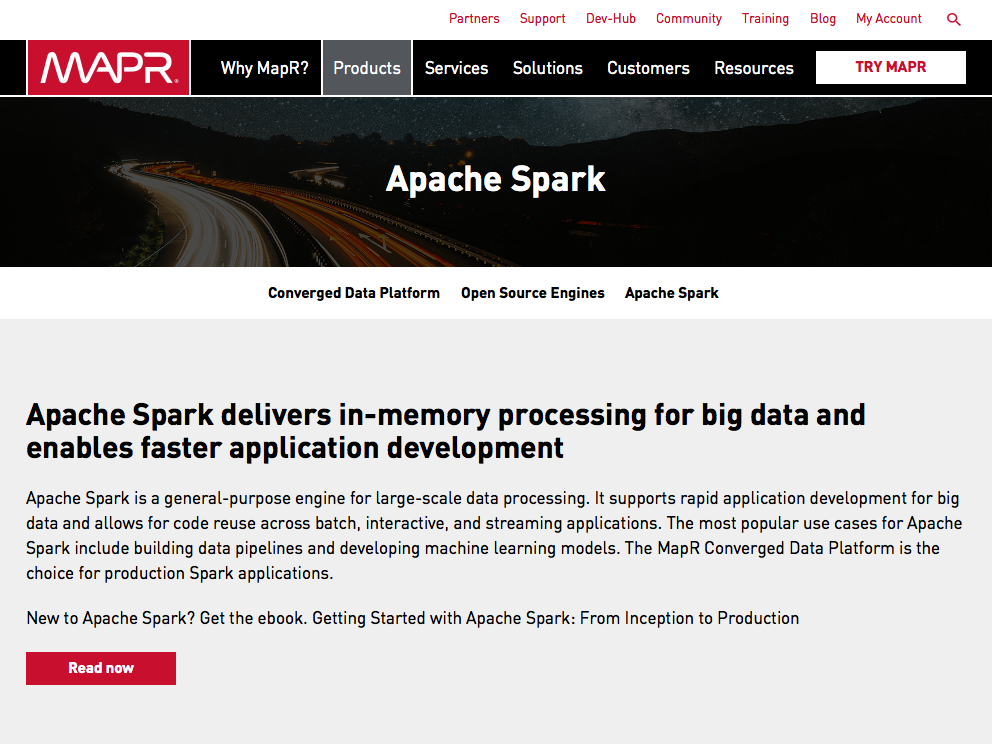 Partners Support Dev-Hub Community Training Blog My Account
MAPR
Why MapR? Products Services Solutions Customers Resources TRY MAPR
Apache Spark
Converged Data Platform Open Source Engines Apache Spark
Apache Spark delivers in-memory processing for big data and
enables faster application development
Apache Spark is a general-purpose engine for large-scale data processing. It supports rapid application development for big
data and allows for code reuse across batch, interactive, and streaming applications. The most popular use cases for Apache
Spark include building data pipelines and developing machine learning models. The MapR Converged Data Platform is the
choice for production Spark applications.
New to Apache Spark? Get the ebook. Getting Started with Apache Spark: From Inception to Production
Read now